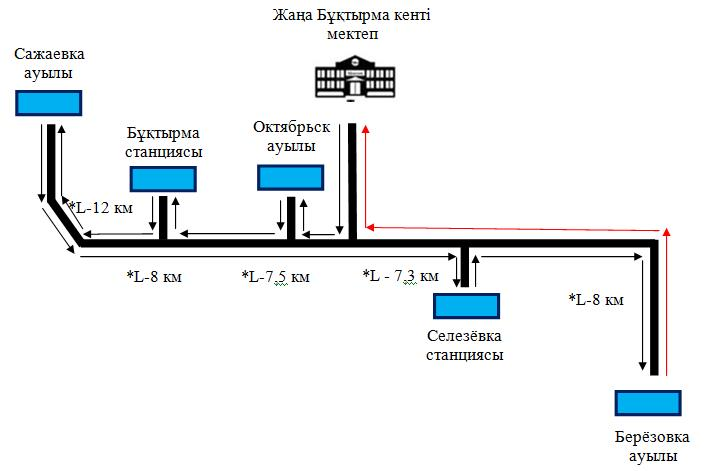 Жаңа Бұқтырма кенті
мектеп
Сажаевка
ауылы
Бұқтырма
станциясы
Октябрьск
ауылы
*L-12 км
*L-8 км
*L-7,5 км
*L - 7,3 км
*L-8 км
Селезёвка
станциясы
Берёзовка
ауылы